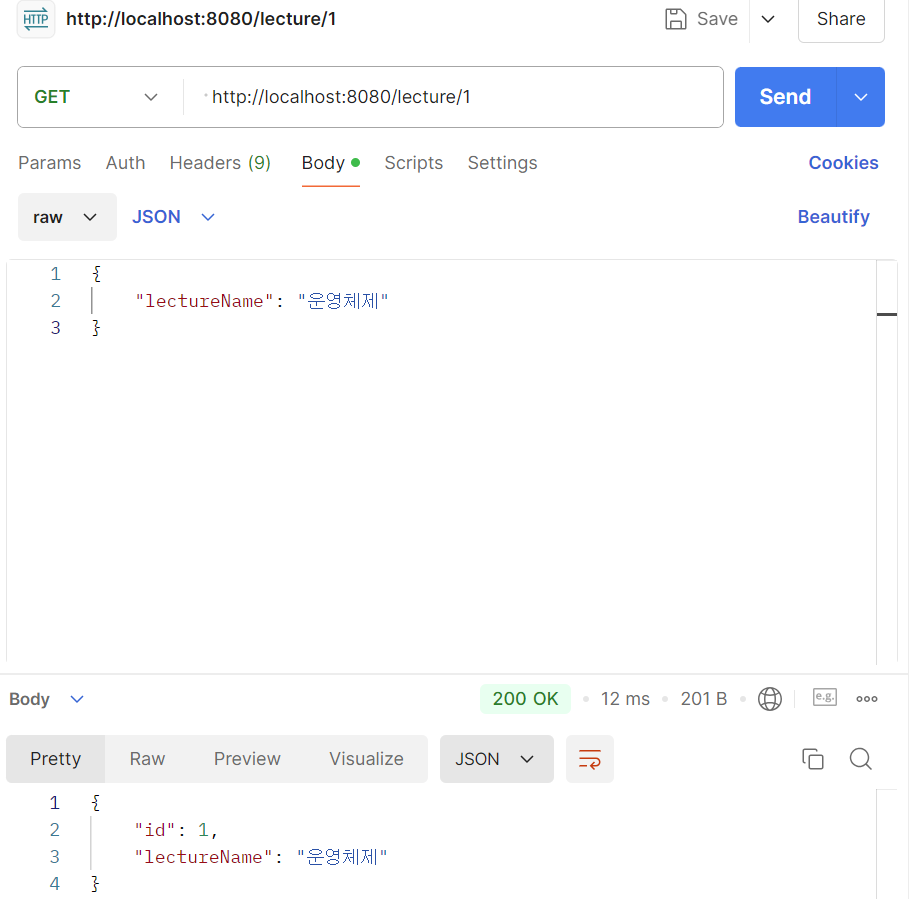 HTTP http://localhost:8080/lecture/1 Save Share
GET http://localhost:8080/lecture/1 Send
Params Auth Headers (9) Body Scripts Settings Cookies
raw JSON Beautify
1 {
2 "lectureName": "운영체제"
3 }
Body 200 OK 12 ms 201 B e.g.
Pretty Raw Preview Visualize JSON
1 {
2 "id": 1,
3 "lectureName": "운영체제"
4 }